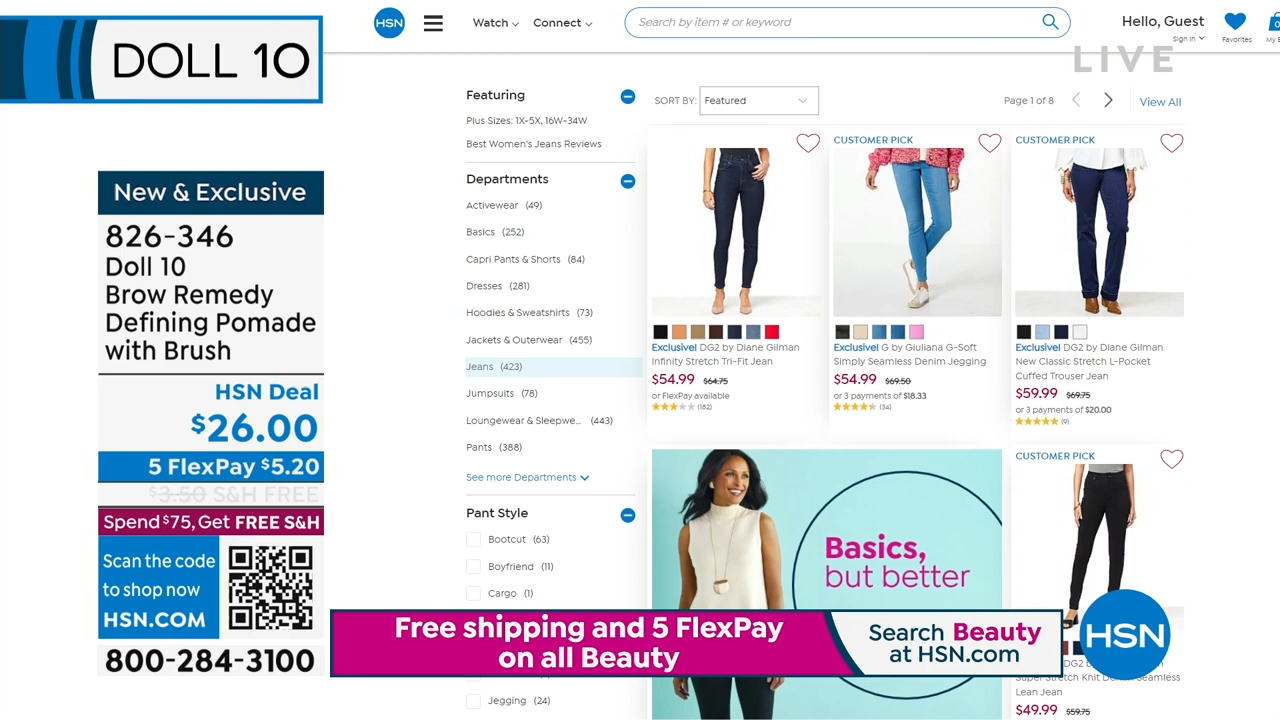 DOLL 10
HSN
Watch
Connect
Search by item # or keyword
Hello, Guest
Sign In
Favorites
LIVE
New & Exclusive
826-346
Doll 10
Brow Remedy
Defining Pomade
with Brush
HSN Deal
$26.00
5 FlexPay $5.20
$3.50 S&H FREE
Spend $75, Get FREE S&H
Scan the code
to shop now
HSN.COM
800-284-3100
Featuring
Plus Sizes: 1X-5X, 16W-34W
Best Women's Jeans Reviews
Departments
Activewear (49)
Basics (252)
Capri Pants & Shorts (84)
Dresses (281)
Hoodies & Sweatshirts (73)
Jackets & Outerwear (455)
Jeans (423)
Jumpsuits (78)
Loungewear & Sleepwe... (443)
Pants (388)
See more Departments
Pant Style
Bootcut (63)
Boyfriend (11)
Cargo (1)
Jegging (24)
SORT BY: Featured
Page 1 of 8
View All
Exclusive! DG2 by Diane Gilman
Infinity Stretch Tri-Fit Jean
$54.99 $64.75
or FlexPay available
(182)
CUSTOMER PICK
Exclusive! G by Giuliana G-Soft
Simply Seamless Denim Jegging
$54.99 $69.50
or 3 payments of $18.33
(34)
CUSTOMER PICK
Exclusive! DG2 by Diane Gilman
New Classic Stretch L-Pocket
Cuffed Trouser Jean
$59.99 $69.75
or 3 payments of $20.00
(9)
Basics,
but better
CUSTOMER PICK
DG2
Super Stretch Knit Seamless
Lean Jean
$49.99 $59.75
Free shipping and 5 FlexPay
on all Beauty
Search Beauty
at HSN.com
HSN